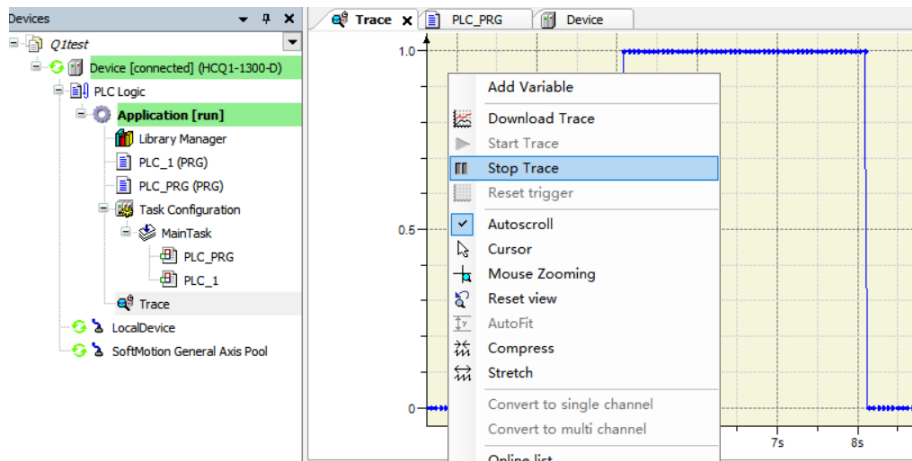 Devices
Q1test
Device [connected] (HCQ1-1300-D)
PLC Logic
Application [run]
Library Manager
PLC_1 (PRG)
PLC_PRG (PRG)
Task Configuration
MainTask
PLC_PRG
PLC_1
Trace
LocalDevice
SoftMotion General Axis Pool
Trace
PLC_PRG
Device
1.0
0.5
0
Add Variable
Download Trace
Start Trace
Stop Trace
Reset trigger
Autoscroll
Cursor
Mouse Zooming
Reset view
AutoFit
Compress
Stretch
Convert to single channel
Convert to multi channel
Online list
7s
8s